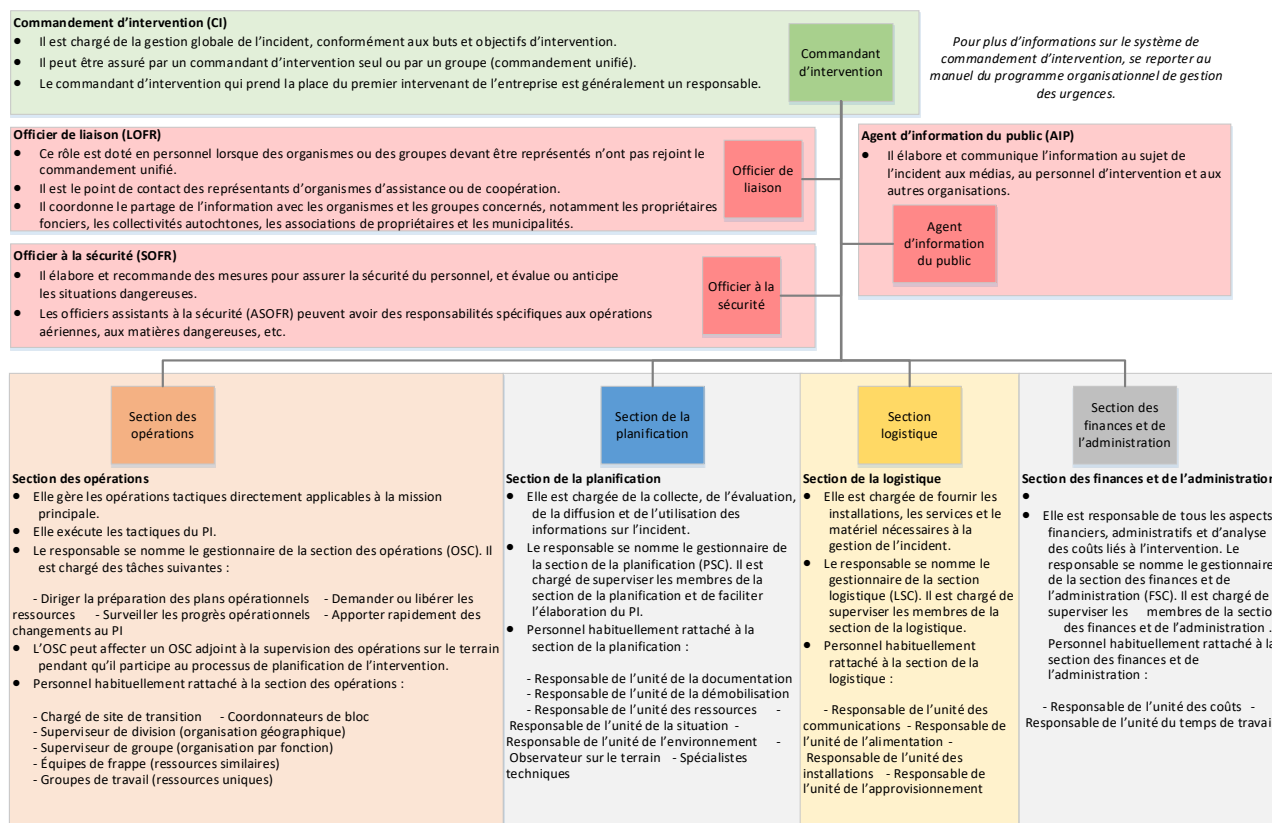 Commandement d'intervention (CI)
● Il est chargé de la gestion globale de l'incident, conformément aux buts et objectifs d'intervention.
● Il peut être assuré par un commandant d'intervention seul ou par un groupe (commandement unifié).
● Le commandant d'intervention qui prend la place du premier intervenant de l'entreprise est généralement un responsable.
Commandant
d'intervention
Pour plus d'informations sur le système de
commandement d'intervention, se reporter au
manuel du programme organisationnel de gestion
des urgences.
Officier de liaison (LOFR)
● Ce rôle est doté en personnel lorsque des organismes ou des groupes devant être représentés n'ont pas rejoint le
commandement unifié.
● Il est le point de contact des représentants d'organismes d'assistance ou de coopération.
● Il coordonne le partage de l'information avec les organismes et les groupes concernés, notamment les propriétaires
fonciers, les collectivités autochtones, les associations de propriétaires et les municipalités.
Officier de
liaison
Agent d'information du public (AIP)
● Il élabore et communique l'information au sujet de
l'incident aux médias, au personnel d'intervention et aux
autres organisations.
Agent
d'information
du public
Officier à la sécurité (SOFR)
● Il élabore et recommande des mesures pour assurer la sécurité du personnel, et évalue ou anticipe
les situations dangereuses.
● Les officiers assistants à la sécurité (ASOFR) peuvent avoir des responsabilités spécifiques aux opérations
aériennes, aux matières dangereuses, etc.
Officier à la
sécurité
Section des
opérations
Section des opérations
● Elle gère les opérations tactiques directement applicables à la mission
principale.
● Elle exécute les tactiques du PI.
● Le responsable se nomme le gestionnaire de la section des opérations (OSC). Il
est chargé des tâches suivantes :
- Diriger la préparation des plans opérationnels - Demander ou libérer les
ressources - Surveiller les progrès opérationnels - Apporter rapidement des
changements au PI
● L'OSC peut affecter un OSC adjoint à la supervision des opérations sur le terrain
pendant qu'il participe au processus de planification de l'intervention.
● Personnel habituellement rattaché à la section des opérations :
- Chargé de site de transition - Coordonnateurs de bloc
- Superviseur de division (organisation géographique)
- Superviseur de groupe (organisation par fonction)
- Équipes de frappe (ressources similaires)
- Groupes de travail (ressources uniques)
Section de la
planification
Section de la planification
● Elle est chargée de la collecte, de l'évaluation,
de la diffusion et de l'utilisation des
informations sur l'incident.
● Le responsable se nomme le gestionnaire de
la section de la planification (PSC). Il est
chargé de superviser les membres de la
section de la planification et de faciliter
l'élaboration du PI.
● Personnel habituellement rattaché à la
section de la planification :
- Responsable de l'unité de la documentation
- Responsable de l'unité de la démobilisation
- Responsable de l'unité des ressources -
Responsable de l'unité de la situation -
Responsable de l'unité de l'environnement -
Observateur sur le terrain - Spécialistes
techniques
Section
logistique
Section de la logistique
● Elle est chargée de fournir les
installations, les services et le
matériel nécessaires à la
gestion de l'incident.
● Le responsable se nomme le
gestionnaire de la section
logistique (LSC). Il est chargé de
superviser les membres de la
section de la logistique.
● Personnel habituellement
rattaché à la section de la
logistique :
- Responsable de l'unité des
communications - Responsable de
l'unité de l'alimentation -
Responsable de l'unité des
installations - Responsable de
l'unité de l'approvisionnement
Section des
finances et de
l'administration
Section des finances et de l'administration
●
● Elle est responsable de tous les aspects
financiers, administratifs et d'analyse
des coûts liés à l'intervention. Le
responsable se nomme le gestionnaire
de la section des finances et de
l'administration (FSC). Il est chargé de
superviser les membres de la section
des finances et de l'administration .
Personnel habituellement rattaché à la
section des finances et de
l'administration :
- Responsable de l'unité des coûts -
Responsable de l'unité du temps de travail